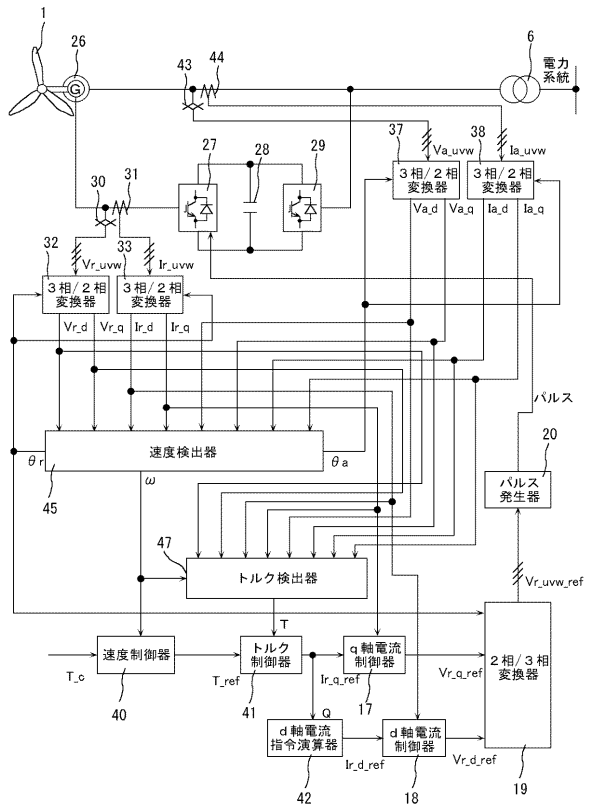 1
26
43
44
6
電力
系統
G
37
38
Va_uvw
Ia_uvw
27
28
29
3相/2相
変換器
3相/2相
変換器
30
31
Va_d
Va_q
Ia_d
Ia_q
32
33
Vr_uvw
Ir_uvw
3相/2相
変換器
3相/2相
変換器
Vr_d
Vr_q
Ir_d
Ir_q
パルス
20
θr
速度検出器
θa
45
ω
パルス
発生器
47
トルク検出器
Vr_uvw_ref
T
T_c
速度制御器
T_ref
トルク
制御器
Ir_q_ref
q軸電流
制御器
Vr_q_ref
2相/3相
変換器
40
41
17
Q
d軸電流
指令演算器
Ir_d_ref
d軸電流
制御器
Vr_d_ref
42
18
19